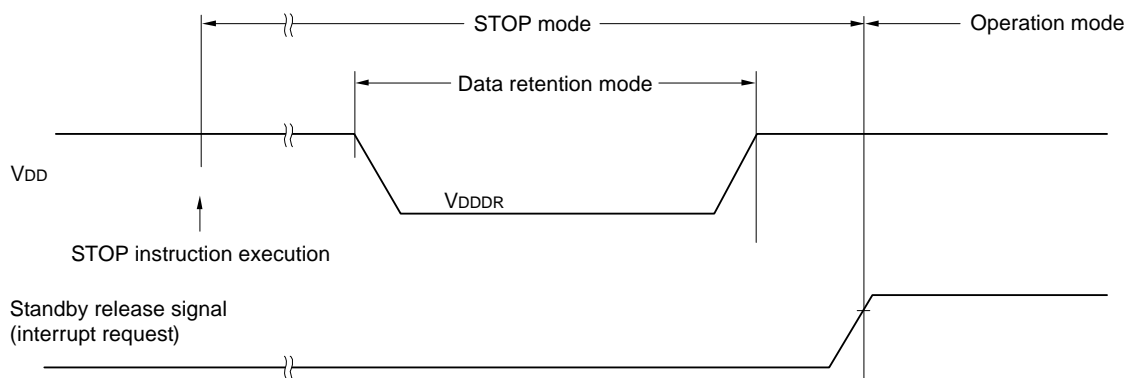 STOP mode
Operation mode
Data retention mode
VDD
VDDDR
STOP instruction execution
Standby release signal
(interrupt request)